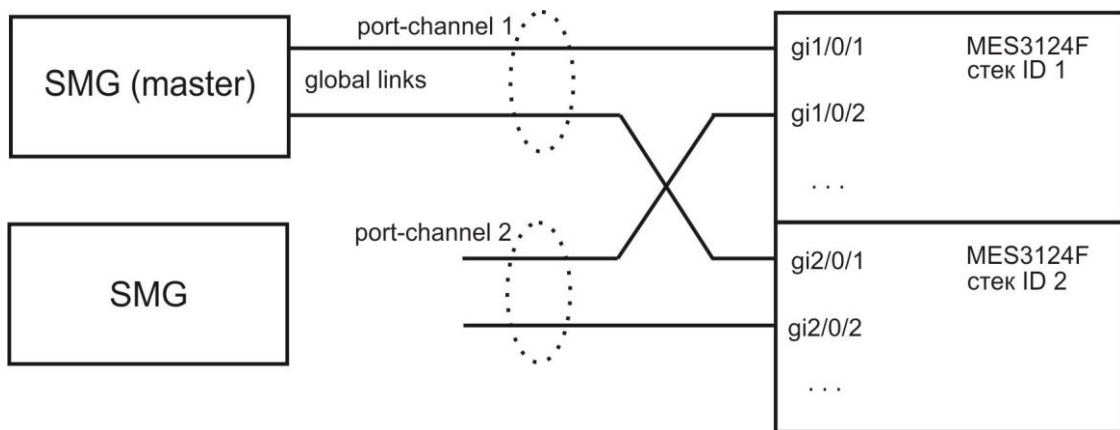 SMG (master)
port-channel 1
global links
gi1/0/1
MES3124F
стек ID 1
gi1/0/2
. . .
SMG
port-channel 2
gi2/0/1
MES3124F
стек ID 2
gi2/0/2
. . .